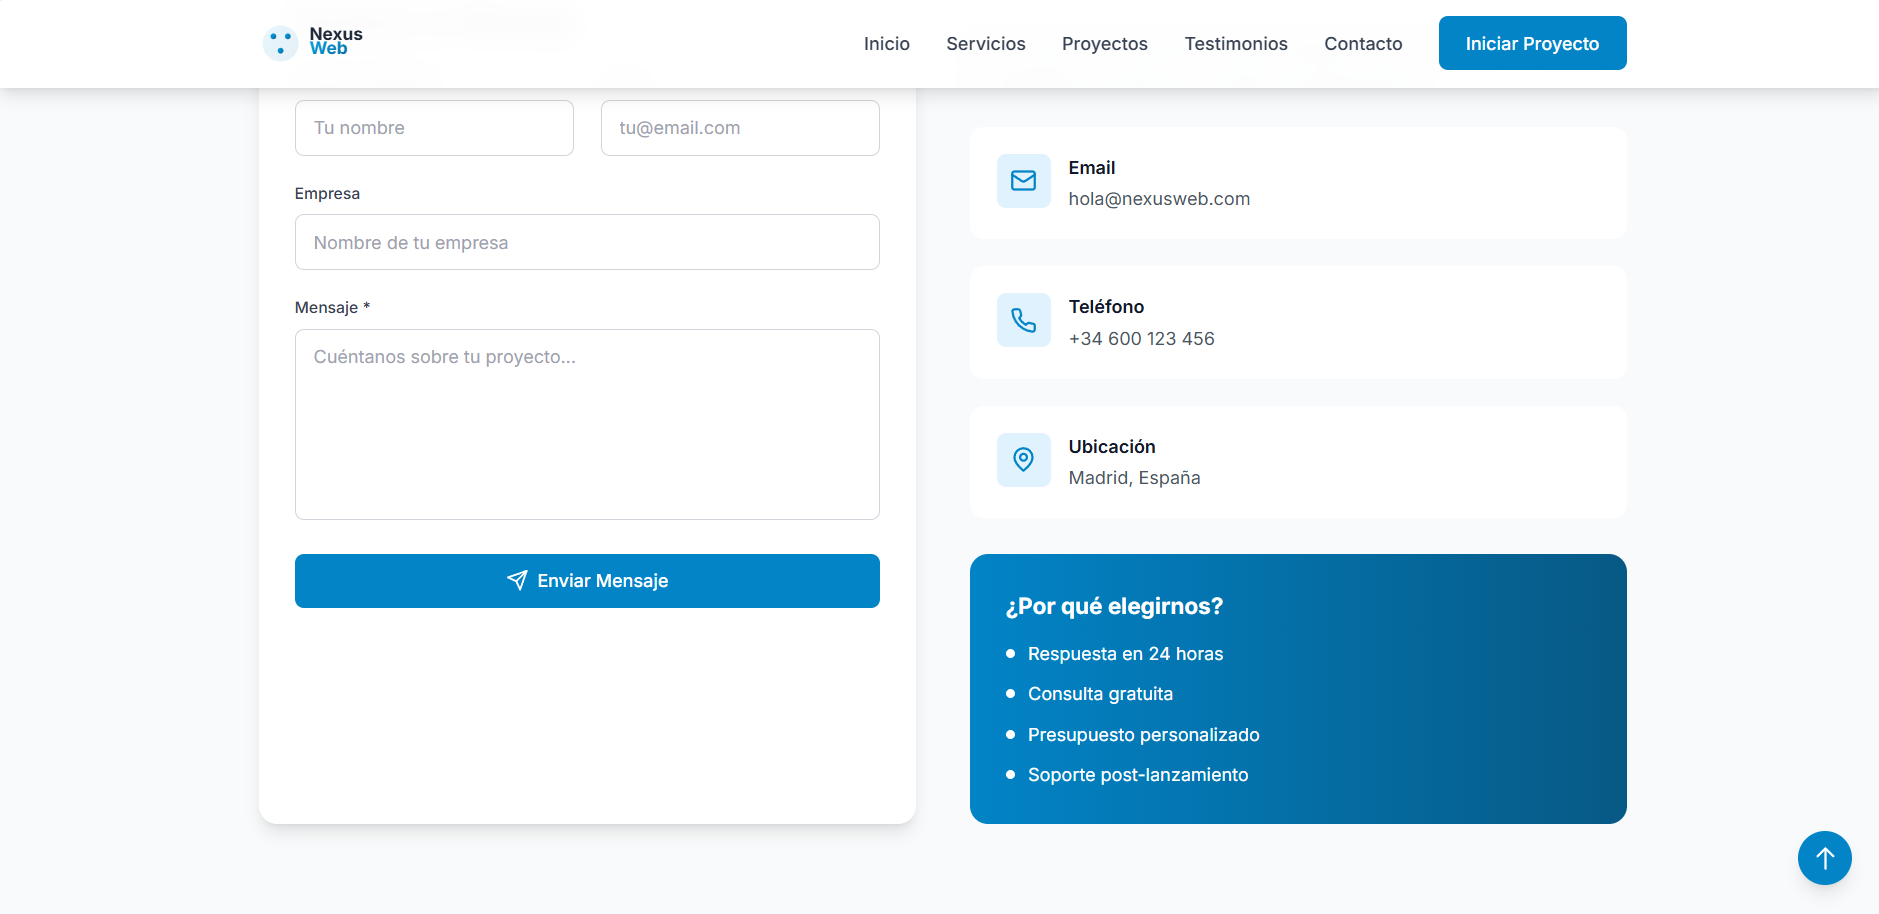 Nexus
Web
Inicio
Servicios
Proyectos
Testimonios
Contacto
Iniciar Proyecto
Tu nombre
tu@email.com
Empresa
Nombre de tu empresa
Mensaje *
Cuéntanos sobre tu proyecto...
Enviar Mensaje
Email
hola@nexusweb.com
Teléfono
+34 600 123 456
Ubicación
Madrid, España
¿Por qué elegirnos?
Respuesta en 24 horas
Consulta gratuita
Presupuesto personalizado
Soporte post-lanzamiento